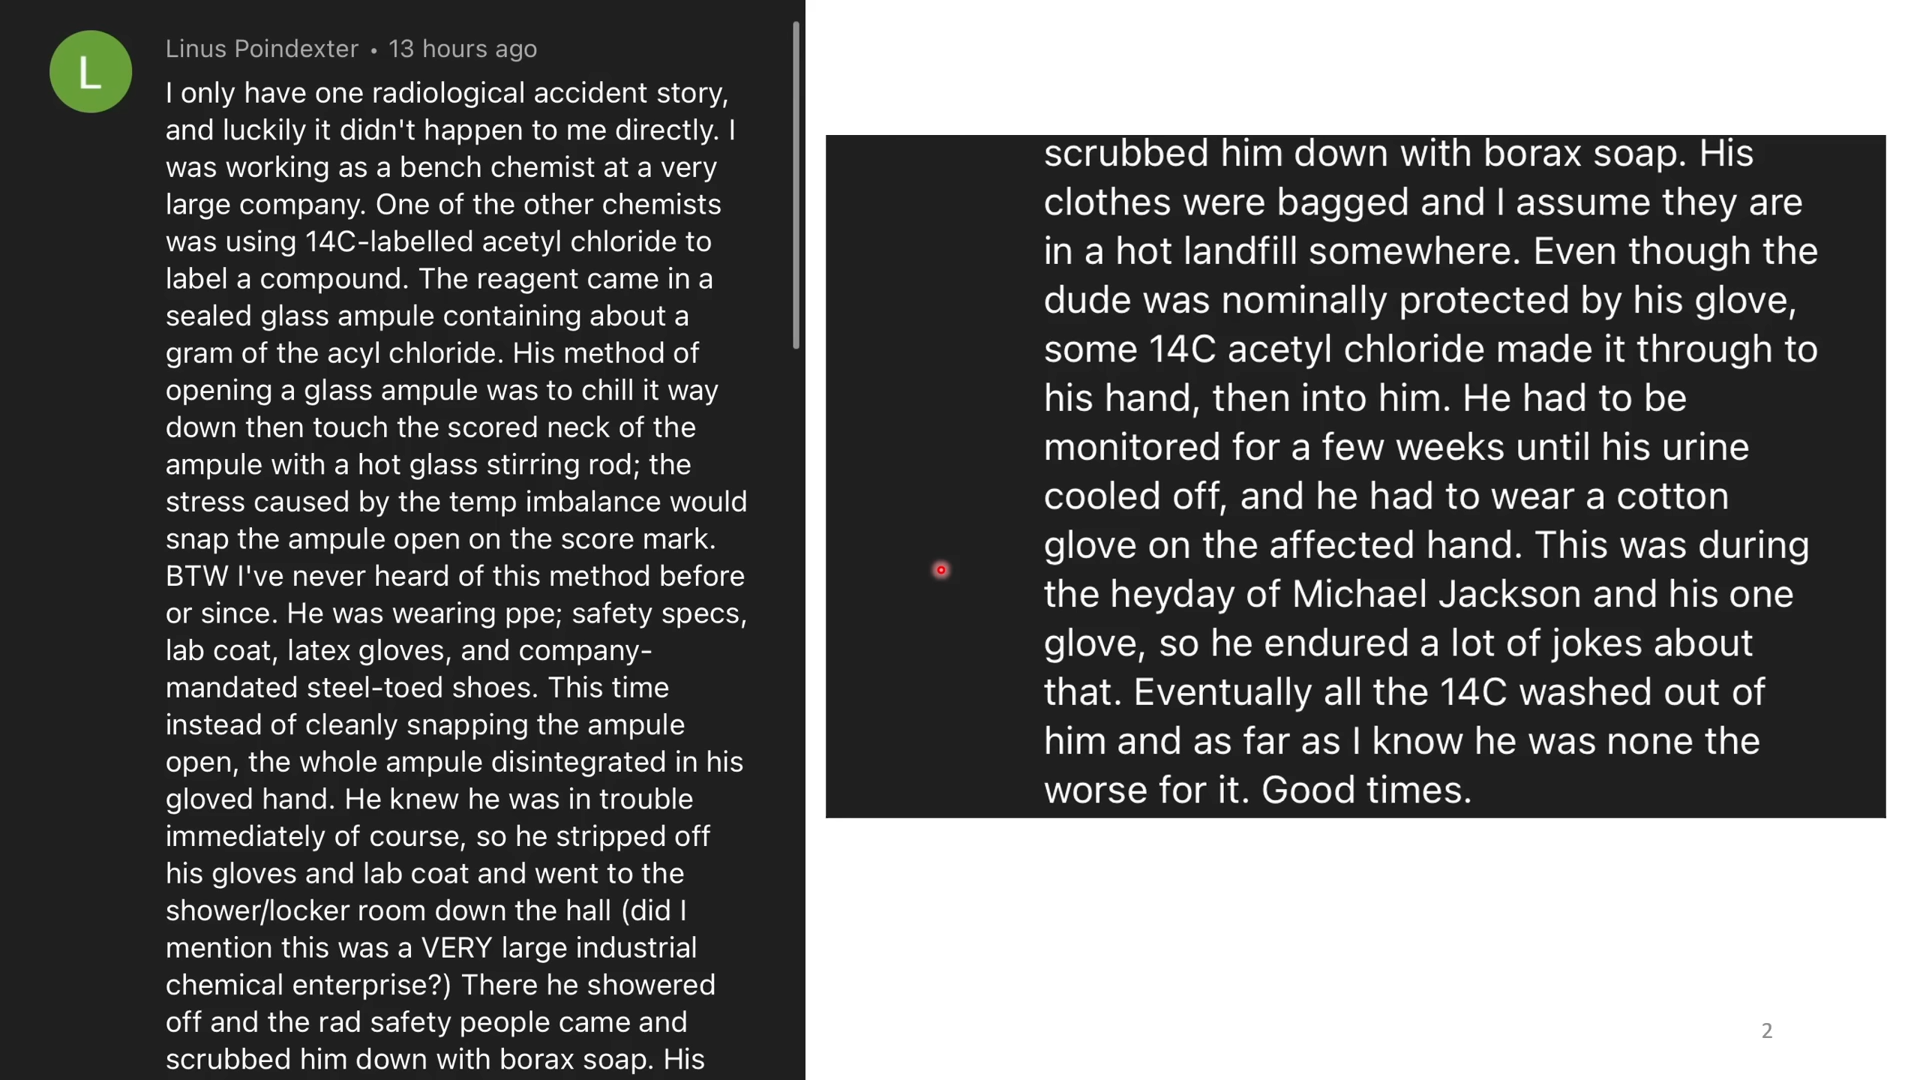 L
Linus Poindexter • 13 hours ago
I only have one radiological accident story,
and luckily it didn't happen to me directly. I
was working as a bench chemist at a very
large company. One of the other chemists
was using 14C-labelled acetyl chloride to
label a compound. The reagent came in a
sealed glass ampule containing about a
gram of the acyl chloride. His method of
opening a glass ampule was to chill it way
down then touch the scored neck of the
ampule with a hot glass stirring rod; the
stress caused by the temp imbalance would
snap the ampule open on the score mark.
BTW I've never heard of this method before
or since. He was wearing ppe; safety specs,
lab coat, latex gloves, and company-
mandated steel-toed shoes. This time
instead of cleanly snapping the ampule
open, the whole ampule disintegrated in his
gloved hand. He knew he was in trouble
immediately of course, so he stripped off
his gloves and lab coat and went to the
shower/locker room down the hall (did I
mention this was a VERY large industrial
chemical enterprise?) There he showered
off and the rad safety people came and
scrubbed him down with borax soap. His
scrubbed him down with borax soap. His
clothes were bagged and I assume they are
in a hot landfill somewhere. Even though the
dude was nominally protected by his glove,
some 14C acetyl chloride made it through to
his hand, then into him. He had to be
monitored for a few weeks until his urine
cooled off, and he had to wear a cotton
glove on the affected hand. This was during
the heyday of Michael Jackson and his one
glove, so he endured a lot of jokes about
that. Eventually all the 14C washed out of
him and as far as I know he was none the
worse for it. Good times.
2